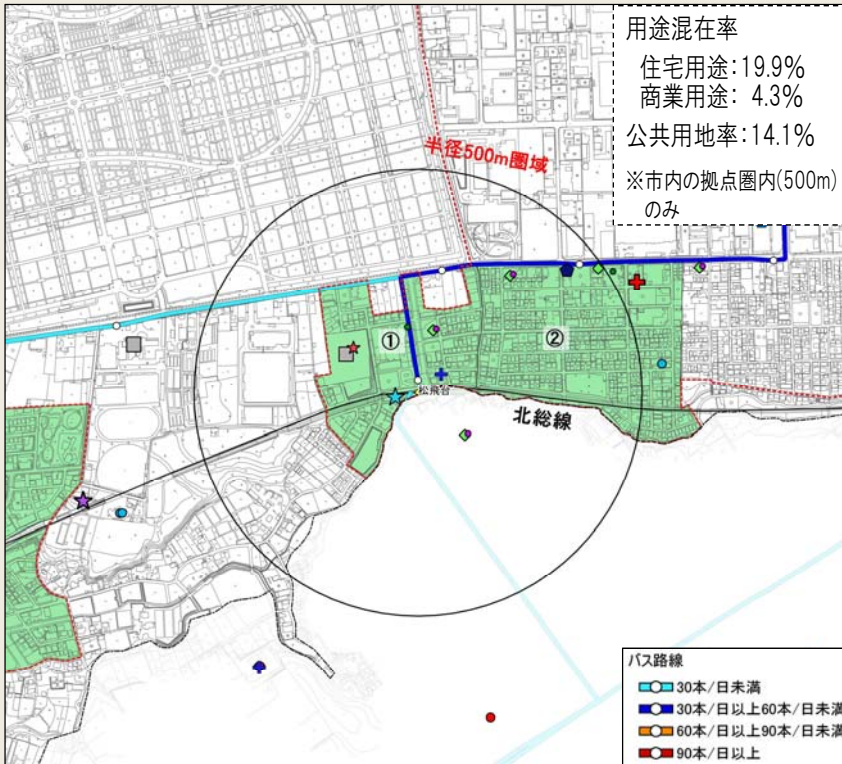 用途混在率
住宅用途:19.9%
商業用途: 4.3%
公共用地率:14.1%
※市内の拠点圏内(500m)
のみ
半径500m圏域
①
②
松飛台
北総線
バス路線
30本/日未満
30本/日以上60本/日未満
60本/日以上90本/日未満
90本/日以上